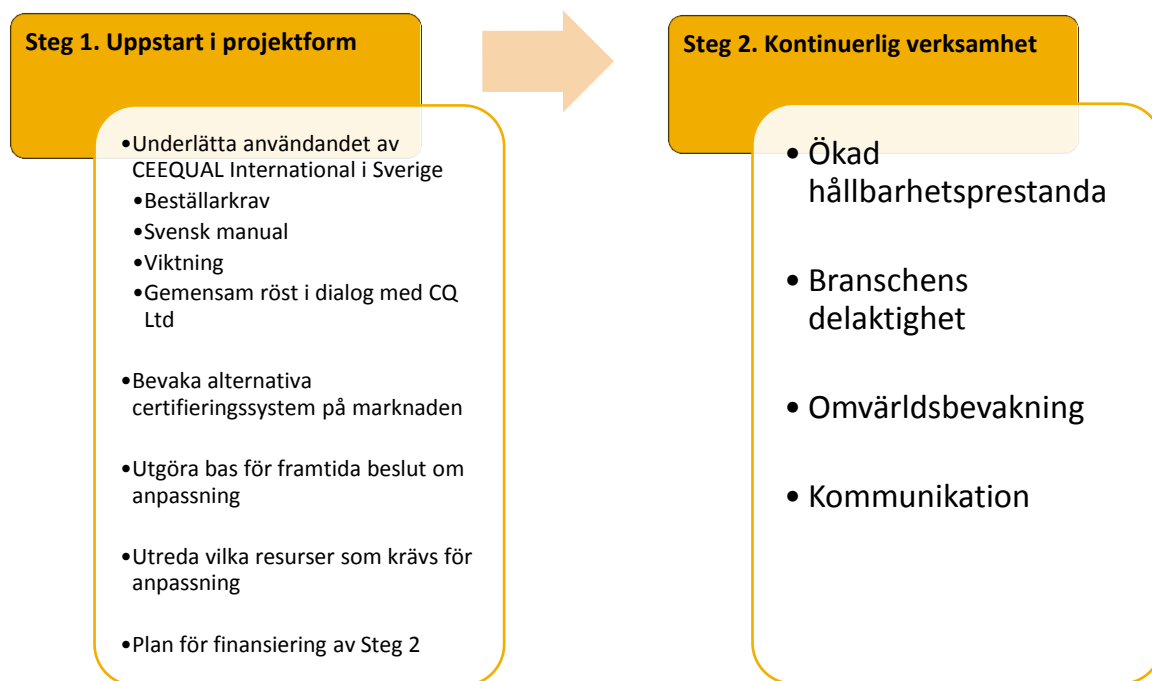 Steg 1. Uppstart i projektform
•Underlätta användandet av
CEEQUAL International i Sverige
•Beställarkrav
•Svensk manual
•Viktning
•Gemensam röst i dialog med CQ
Ltd
•Bevaka alternativa
certifieringssystem på marknaden
•Utgöra bas för framtida beslut om
anpassning
•Utreda vilka resurser som krävs för
anpassning
•Plan för finansiering av Steg 2
Steg 2. Kontinuerlig verksamhet
• Ökad
hållbarhetsprestanda
• Branschens
delaktighet
• Omvärldsbevakning
• Kommunikation